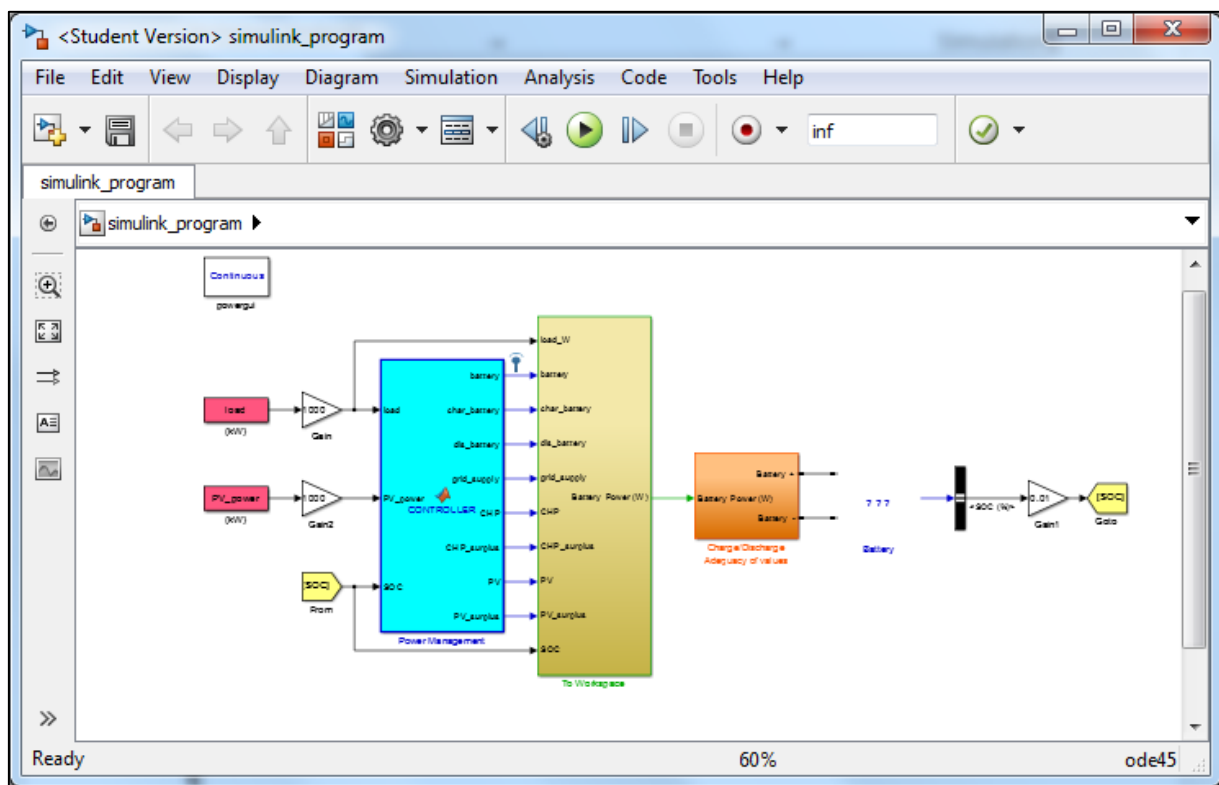 <Student Version> simulink_program
File Edit View Display Diagram Simulation Analysis Code Tools Help
inf
simulink_program
simulink_program
Continuous
powergui
load
(kW)
1000
Gain
PV_power
(kW)
1000
Gain2
[SOC]
From
load
PV_power
SOC
CONTROLLER
battery
char_battery
dis_battery
grid_supply
CHP
CHP_surplus
PV
PV_surplus
Power Management
load_W
battery
char_battery
dis_battery
grid_supply
CHP
CHP_surplus
PV
PV_surplus
SOC
Battery Power (W)
To Workspace
Battery Power (W)
Battery +
Battery -
Charge/Discharge
Adequacy of values
? ? ?
Battery
<SOC (%)>
0.01
Gain1
[SOC]
Goto
Ready 60% ode45